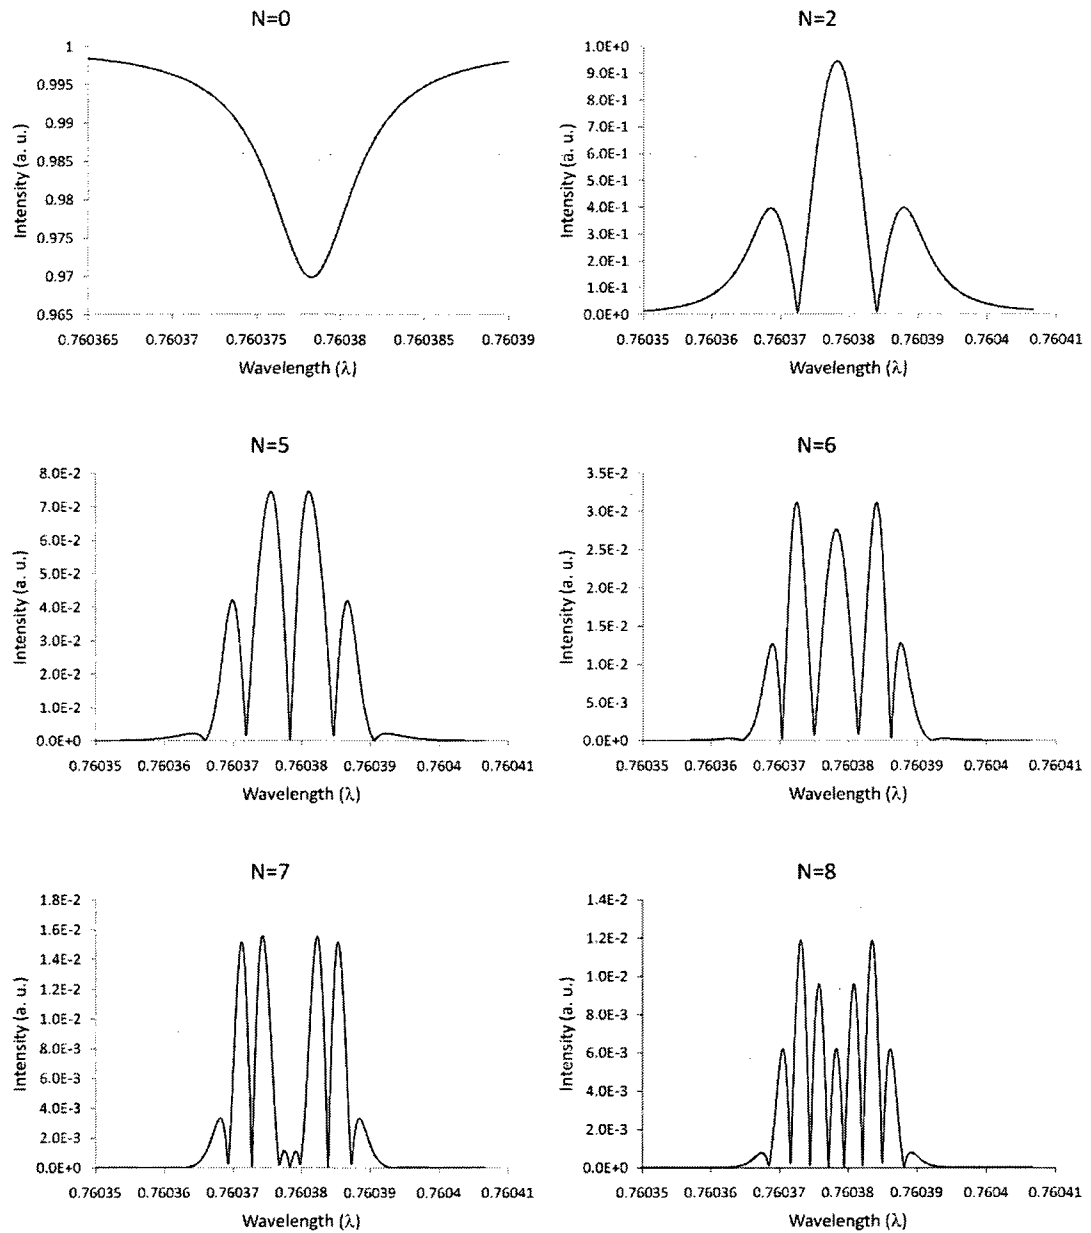 N=0
1
0.995
0.99
0.985
0.98
0.975
0.97
0.965
Intensity (a. u.)
0.760365 0.76037 0.760375 0.76038 0.760385 0.76039
Wavelength (λ)
N=2
1.0E+0
9.0E-1
8.0E-1
7.0E-1
6.0E-1
5.0E-1
4.0E-1
3.0E-1
2.0E-1
1.0E-1
0.0E+0
Intensity (a. u.)
0.76035 0.76036 0.76037 0.76038 0.76039 0.7604 0.76041
Wavelength (λ)
N=5
8.0E-2
7.0E-2
6.0E-2
5.0E-2
4.0E-2
3.0E-2
2.0E-2
1.0E-2
0.0E+0
Intensity (a. u.)
0.76035 0.76036 0.76037 0.76038 0.76039 0.7604 0.76041
Wavelength (λ)
N=6
3.5E-2
3.0E-2
2.5E-2
2.0E-2
1.5E-2
1.0E-2
5.0E-3
0.0E+0
Intensity (a. u.)
0.76035 0.76036 0.76037 0.76038 0.76039 0.7604 0.76041
Wavelength (λ)
N=7
1.8E-2
1.6E-2
1.4E-2
1.2E-2
1.0E-2
8.0E-3
6.0E-3
4.0E-3
2.0E-3
0.0E+0
Intensity (a. u.)
0.76035 0.76036 0.76037 0.76038 0.76039 0.7604 0.76041
Wavelength (λ)
N=8
1.4E-2
1.2E-2
1.0E-2
8.0E-3
6.0E-3
4.0E-3
2.0E-3
0.0E+0
Intensity (a. u.)
0.76035 0.76036 0.76037 0.76038 0.76039 0.7604 0.76041
Wavelength (λ)